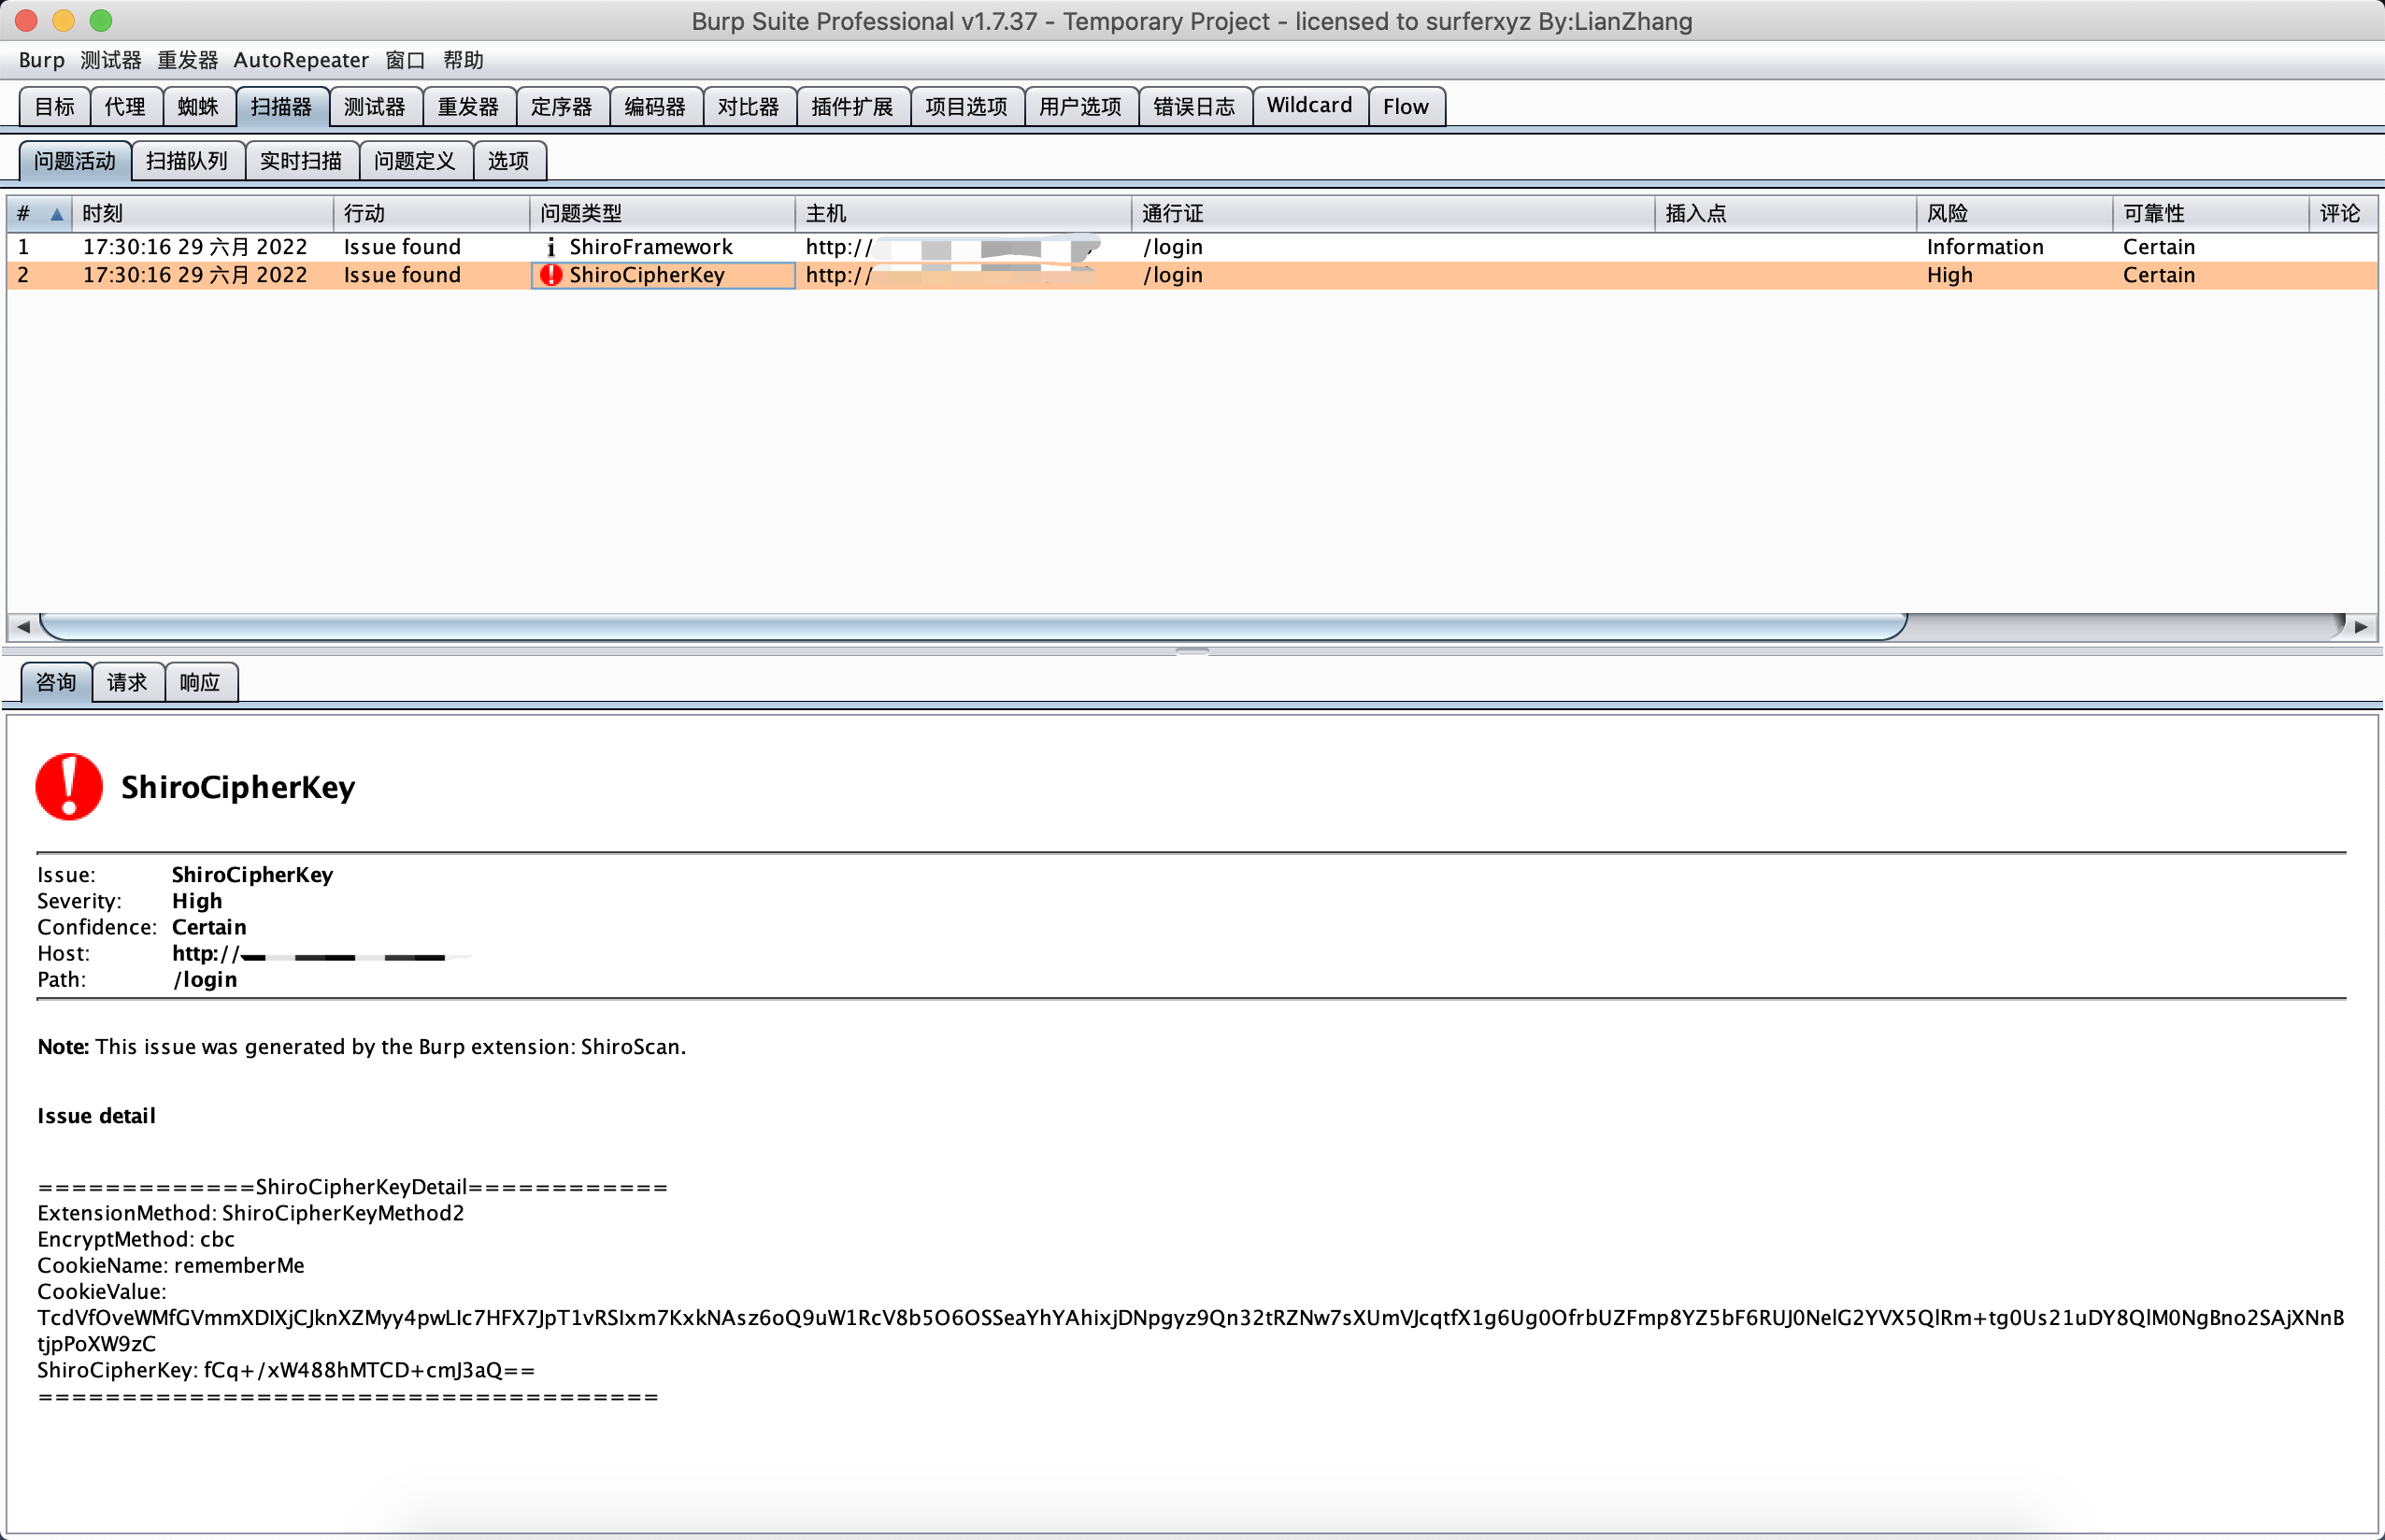 Burp Suite Professional v1.7.37 - Temporary Project - licensed to surferxyz By:LianZhang
Burp 测试器 重发器 AutoRepeater 窗口 帮助
目标 代理 蜘蛛 扫描器 测试器 重发器 定序器 编码器 对比器 插件扩展 项目选项 用户选项 错误日志 Wildcard Flow
问题活动 扫描队列 实时扫描 问题定义 选项
# 时刻 行动 问题类型 主机 通行证 插入点 风险 可靠性 评论
1 17:30:16 29 六月 2022 Issue found ShiroFramework http:// /login Information Certain
2 17:30:16 29 六月 2022 Issue found ShiroCipherKey http:// /login High Certain
咨询 请求 响应
ShiroCipherKey
Issue: ShiroCipherKey
Severity: High
Confidence: Certain
Host: http://
Path: /login
Note: This issue was generated by the Burp extension: ShiroScan.
Issue detail
=============ShiroCipherKeyDetail============
ExtensionMethod: ShiroCipherKeyMethod2
EncryptMethod: cbc
CookieName: rememberMe
CookieValue:
TcdVfOveWMfGVmmXDIXjCJknXZMyy4pwLIc7HFX7JpT1vRSIxm7KxkNAsz6oQ9uW1RcV8b5O6OSSeaYhYAhixjDNpgyz9Qn32tRZNw7sXUmVJcqtfX1g6Ug0OfrbUZFmp8YZ5bF6RUJ0NelG2YVX5QlRm+tg0Us21uDY8QlM0NgBno2SAjXNnB
tjpPoXW9zC
ShiroCipherKey: fCq+/xW488hMTCD+cmJ3aQ==
=====================================